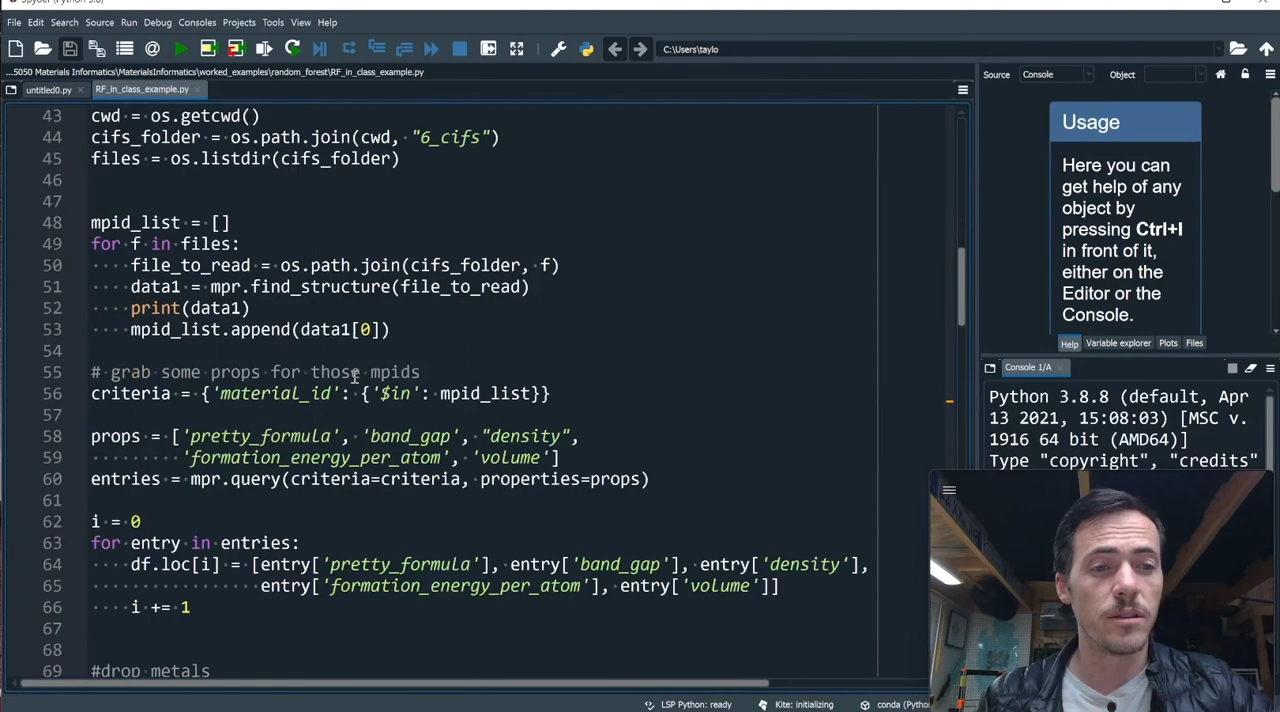 File Edit Search Source Run Debug Consoles Projects Tools View Help
C:\Users\taylo
...5050 Materials Informatics\MaterialsInformatics\worked_examples\random_forest\RF_in_class_example.py
untitled0.py RF_in_class_example.py
43 cwd = os.getcwd()
44 cifs_folder = os.path.join(cwd, "6_cifs")
45 files = os.listdir(cifs_folder)
46
47
48 mpid_list = []
49 for f in files:
50 file_to_read = os.path.join(cifs_folder, f)
51 data1 = mpr.find_structure(file_to_read)
52 print(data1)
53 mpid_list.append(data1[0])
54
55 # grab some props for those mpids
56 criteria = {'material_id': {'$in': mpid_list}}
57
58 props = ['pretty_formula', 'band_gap', "density",
59 'formation_energy_per_atom', 'volume']
60 entries = mpr.query(criteria=criteria, properties=props)
61
62 i = 0
63 for entry in entries:
64 df.loc[i] = [entry['pretty_formula'], entry['band_gap'], entry['density'],
65 entry['formation_energy_per_atom'], entry['volume']]
66 i += 1
67
68
69 #drop metals
Source Console Object
Usage
Here you can
get help of any
object by
pressing Ctrl+I
in front of it,
either on the
Editor or the
Console.
Help Variable explorer Plots Files
Console 1/A
Python 3.8.8 (default, Apr
13 2021, 15:08:03) [MSC v.
1916 64 bit (AMD64)]
Type "copyright", "credits"
LSP Python: ready Kite: initializing conda (Python